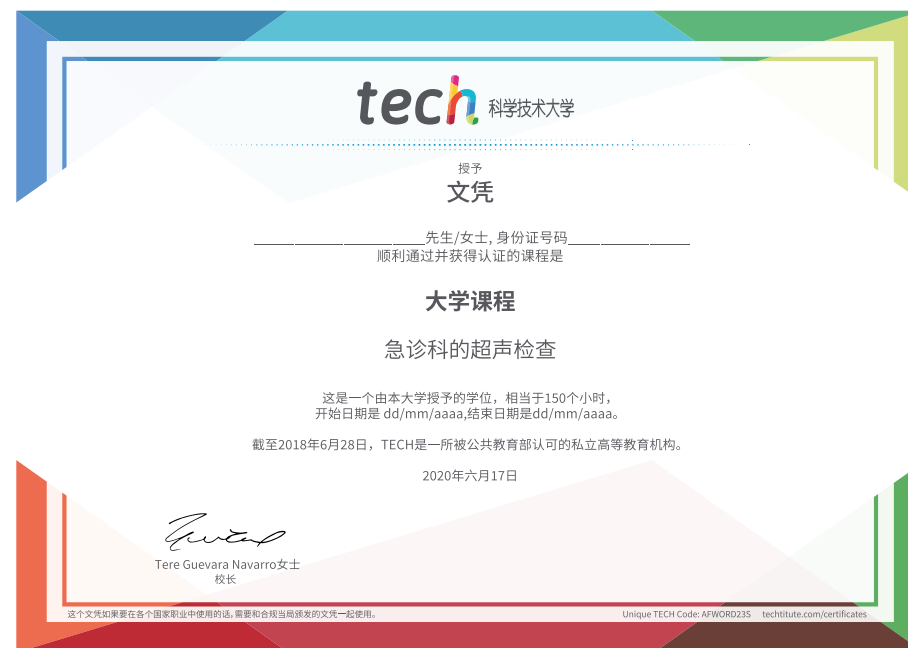 tech 科学技术大学
授予
文凭
先生/女士, 身份证号码
顺利通过并获得认证的课程是
大学课程
急诊科的超声检查
这是一个由本大学授予的学位，相当于150个小时，
开始日期是 dd/mm/aaaa,结束日期是dd/mm/aaaa。
截至2018年6月28日，TECH是一所被公共教育部认可的私立高等教育机构。
2020年六月17日
Tere Guevara Navarro女士
校长
这个文凭如果要在各个国家职业中使用的话,需要和合规当局颁发的文凭一起使用。
Unique TECH Code: AFWORD23S techtitute.com/certificates